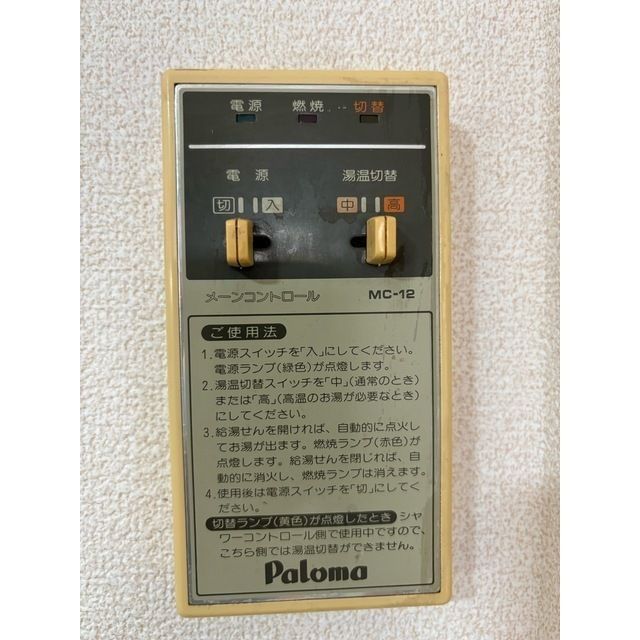 電源 燃焼 切替
電源 湯温切替
切 入 中 高
メーンコントロール MC-12
ご使用法
1. 電源スイッチを「入」にしてください。
電源ランプ(緑色)が点燈します。
2. 湯温切替スイッチを「中」(通常のとき)
または「高」(高温のお湯が必要なとき)
にしてください。
3. 給湯せんを開ければ、自動的に点火し
てお湯が出ます。燃焼ランプ(赤色)が
点燈します。給湯せんを閉じれば、自
動的に消火し、燃焼ランプは消えます。
4. 使用後は電源スイッチを「切」にしてく
ださい。
切替ランプ(黄色)が点燈したとき シャ
ワーコントロール側で使用中ですので、
こちら側では湯温切替ができません。
Paloma